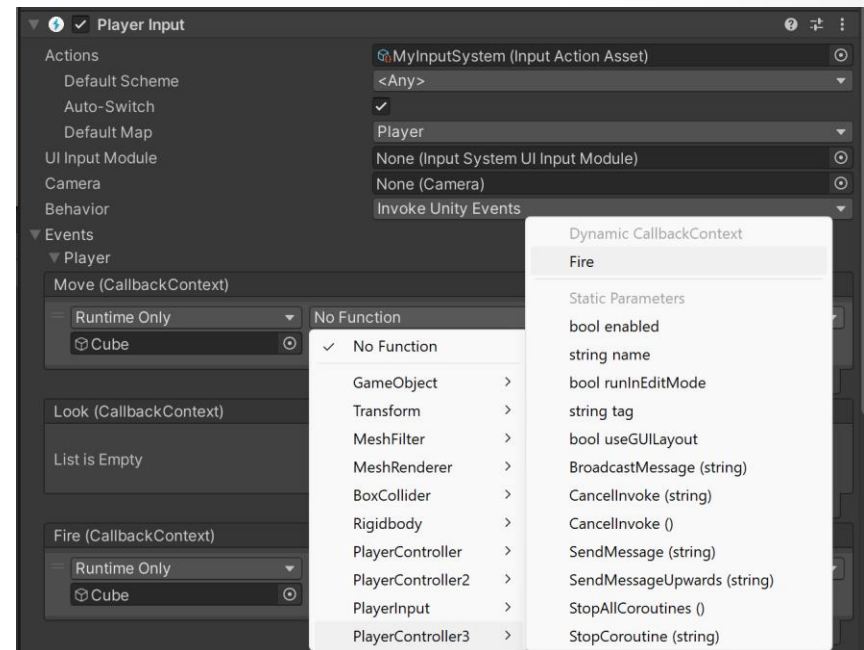 Player Input
Actions
MyInputSystem (Input Action Asset)
Default Scheme
<Any>
Auto-Switch
Default Map
Player
UI Input Module
None (Input System UI Input Module)
Camera
None (Camera)
Behavior
Invoke Unity Events
Events
Player
Move (CallbackContext)
Runtime Only
No Function
Cube
Look (CallbackContext)
List is Empty
Fire (CallbackContext)
Runtime Only
Cube
No Function
GameObject
Transform
MeshFilter
MeshRenderer
BoxCollider
Rigidbody
PlayerController
PlayerController2
PlayerInput
PlayerController3
Dynamic CallbackContext
Fire
Static Parameters
bool enabled
string name
bool runInEditMode
string tag
bool useGUILayout
BroadcastMessage (string)
CancelInvoke (string)
CancelInvoke ()
SendMessage (string)
SendMessageUpwards (string)
StopAllCoroutines ()
StopCoroutine (string)